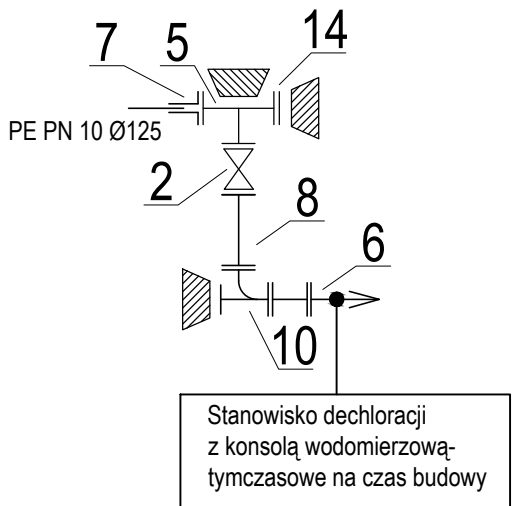 14
7
5
PE PN 10 Ø125
2
8
6
10
Stanowisko dechloracji
z konsolą wodomierzową-
tymczasowe na czas budowy